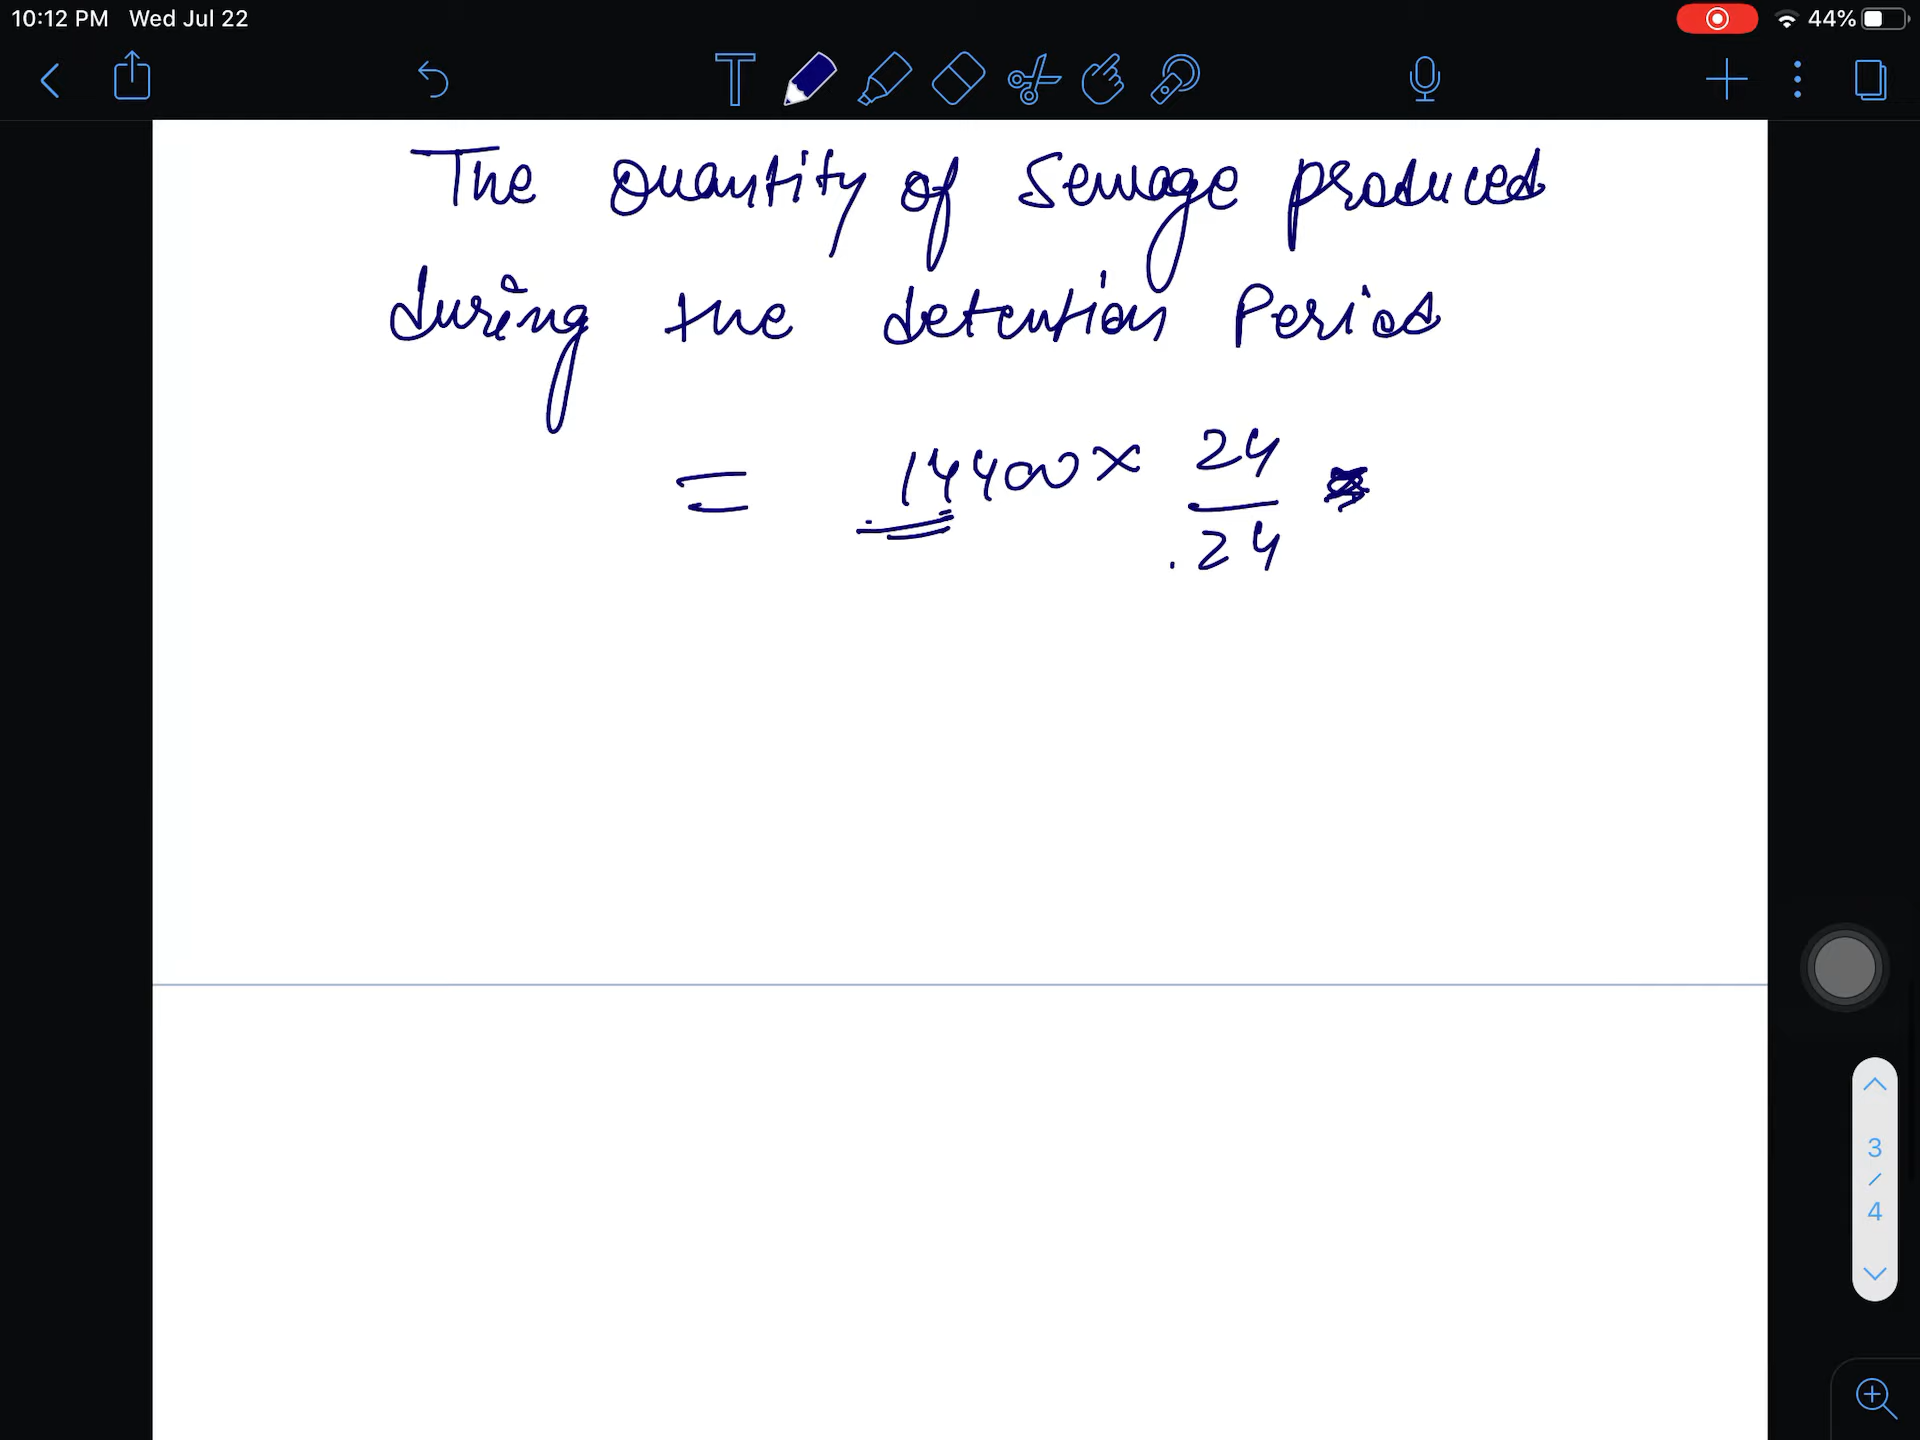 10:12 PM Wed Jul 22
44%
T
The Quantity of Sewage produced
during the detention Period
= 14400 × 24
24
3
/
4